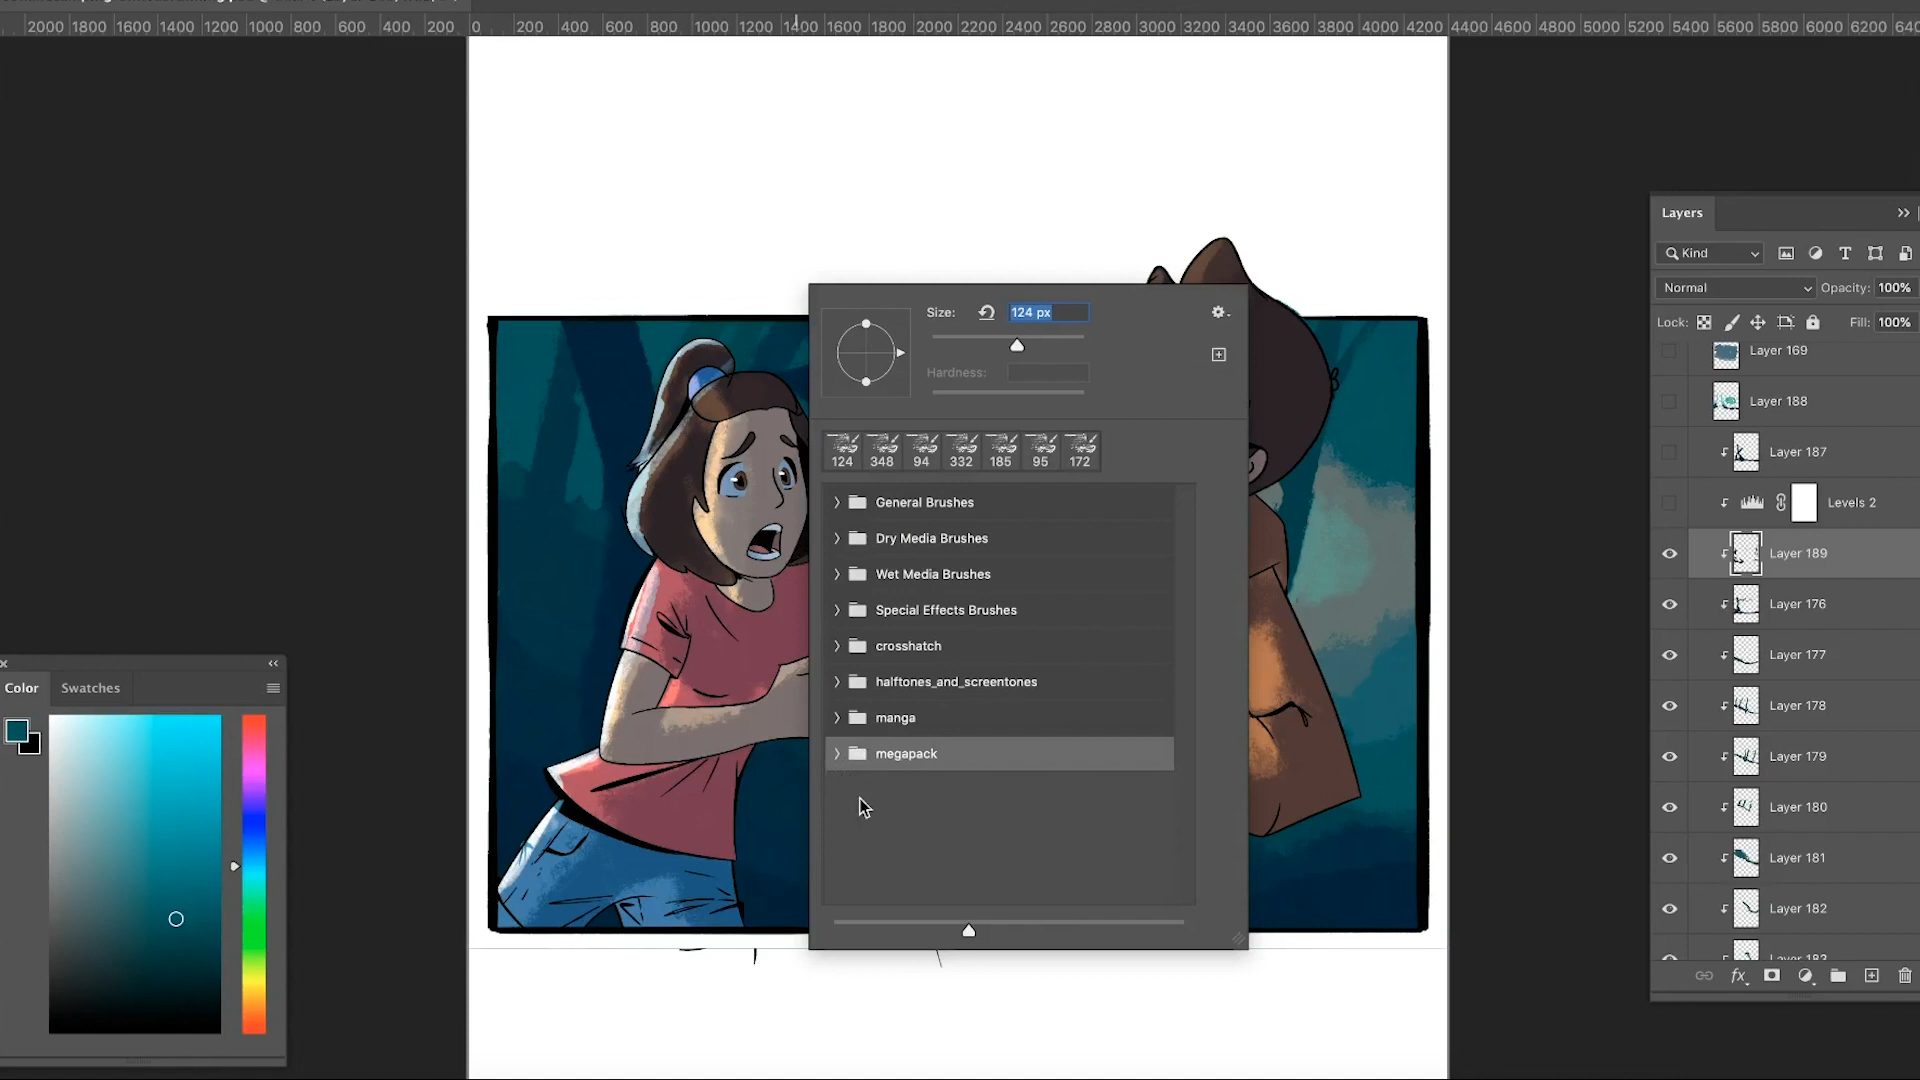 2000 1800 1600 1400 1200 1000 800 600 400 200 0 200 400 600 800 1000 1200 1400 1600 1800 2000 2200 2400 2600 2800 3000 3200 3400 3600 3800 4000 4200 4400 4600 4800 5000 5200 5400 5600 5800 6000 6200
Layers
Kind
Normal Opacity: 100%
Lock: Fill: 100%
Layer 169
Layer 188
Layer 187
Levels 2
Layer 189
Layer 176
Layer 177
Layer 178
Layer 179
Layer 180
Layer 181
Layer 182
Layer 183
fx
Size: 124 px
Hardness:
124 348 94 332 185 95 172
General Brushes
Dry Media Brushes
Wet Media Brushes
Special Effects Brushes
crosshatch
halftones_and_screentones
manga
megapack
Color Swatches